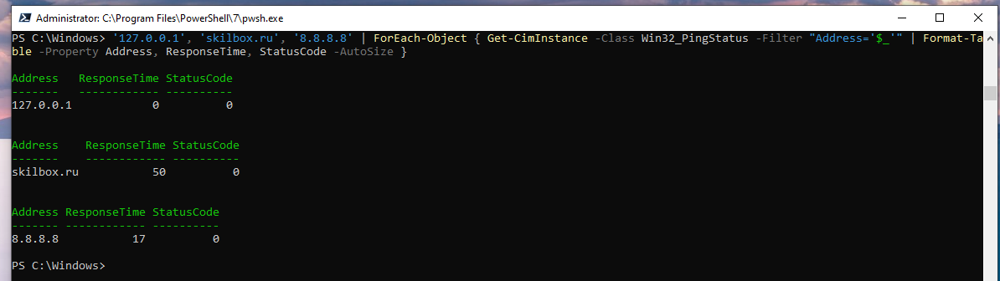 Administrator: C:\Program Files\PowerShell\7\pwsh.exe
PS C:\Windows> '127.0.0.1', 'skilbox.ru', '8.8.8.8' | ForEach-Object { Get-CimInstance -Class Win32_PingStatus -Filter "Address='$_'" | Format-Ta
ble -Property Address, ResponseTime, StatusCode -AutoSize }
Address   ResponseTime StatusCode
-------   ------------ ----------
127.0.0.1            0          0
Address    ResponseTime StatusCode
-------    ------------ ----------
skilbox.ru           50          0
Address ResponseTime StatusCode
------- ------------ ----------
8.8.8.8           17          0
PS C:\Windows>